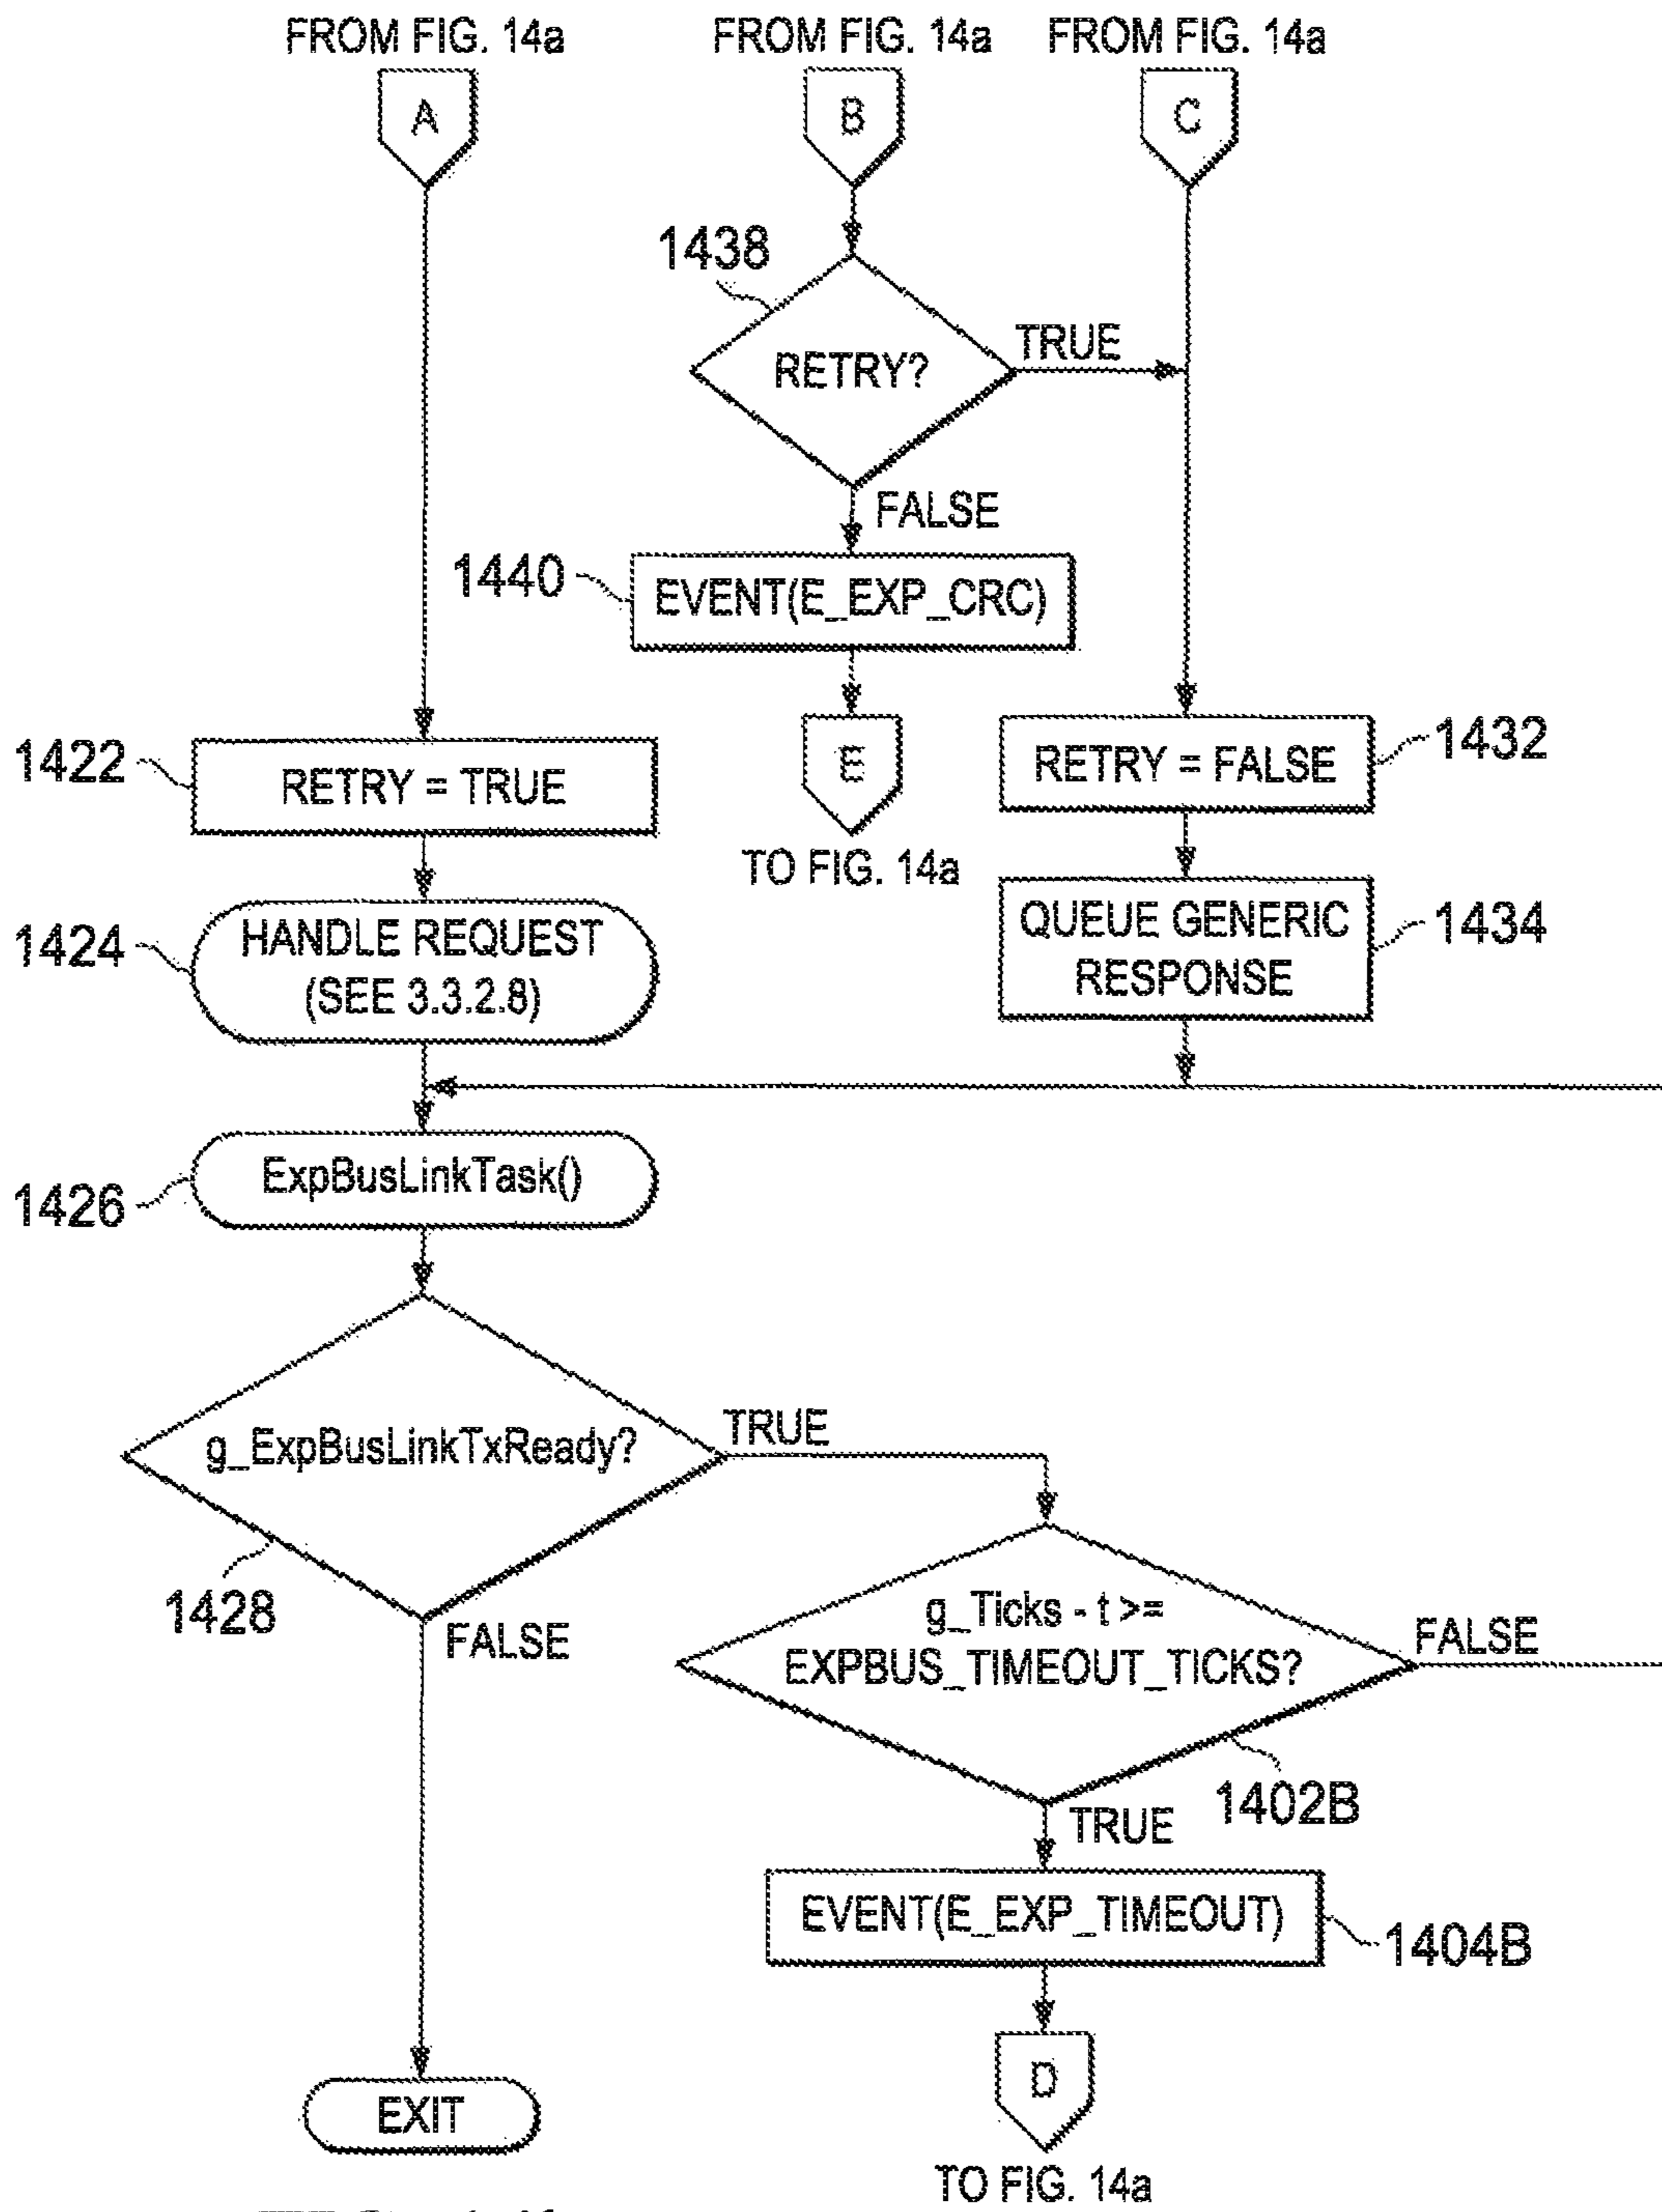 FROM FIG. 14a
FROM FIG. 14a
FROM FIG. 14a
A
B
C
1438
RETRY?
TRUE
FALSE
1440
EVENT(E_EXP_CRC)
E
TO FIG. 14a
1422
RETRY = TRUE
RETRY = FALSE
1432
1424
HANDLE REQUEST
(SEE 3.3.2.8)
QUEUE GENERIC
RESPONSE
1434
ExpBusLinkTask()
1426
g_ExpBusLinkTxReady?
TRUE
1428
FALSE
g_Ticks - t >=
EXPBUS_TIMEOUT_TICKS?
FALSE
1402B
TRUE
EVENT(E_EXP_TIMEOUT)
1404B
EXIT
D
TO FIG. 14a